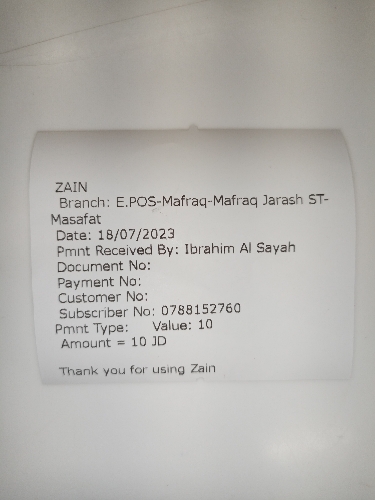 ZAIN
Branch: E.POS-Mafraq-Mafraq Jarash ST-
Masafat
Date: 18/07/2023
Pmnt Received By: Ibrahim Al Sayah
Document No:
Payment No:
Customer No:
Subscriber No: 0788152760
Pmnt Type: Value: 10
Amount = 10 JD
Thank you for using Zain